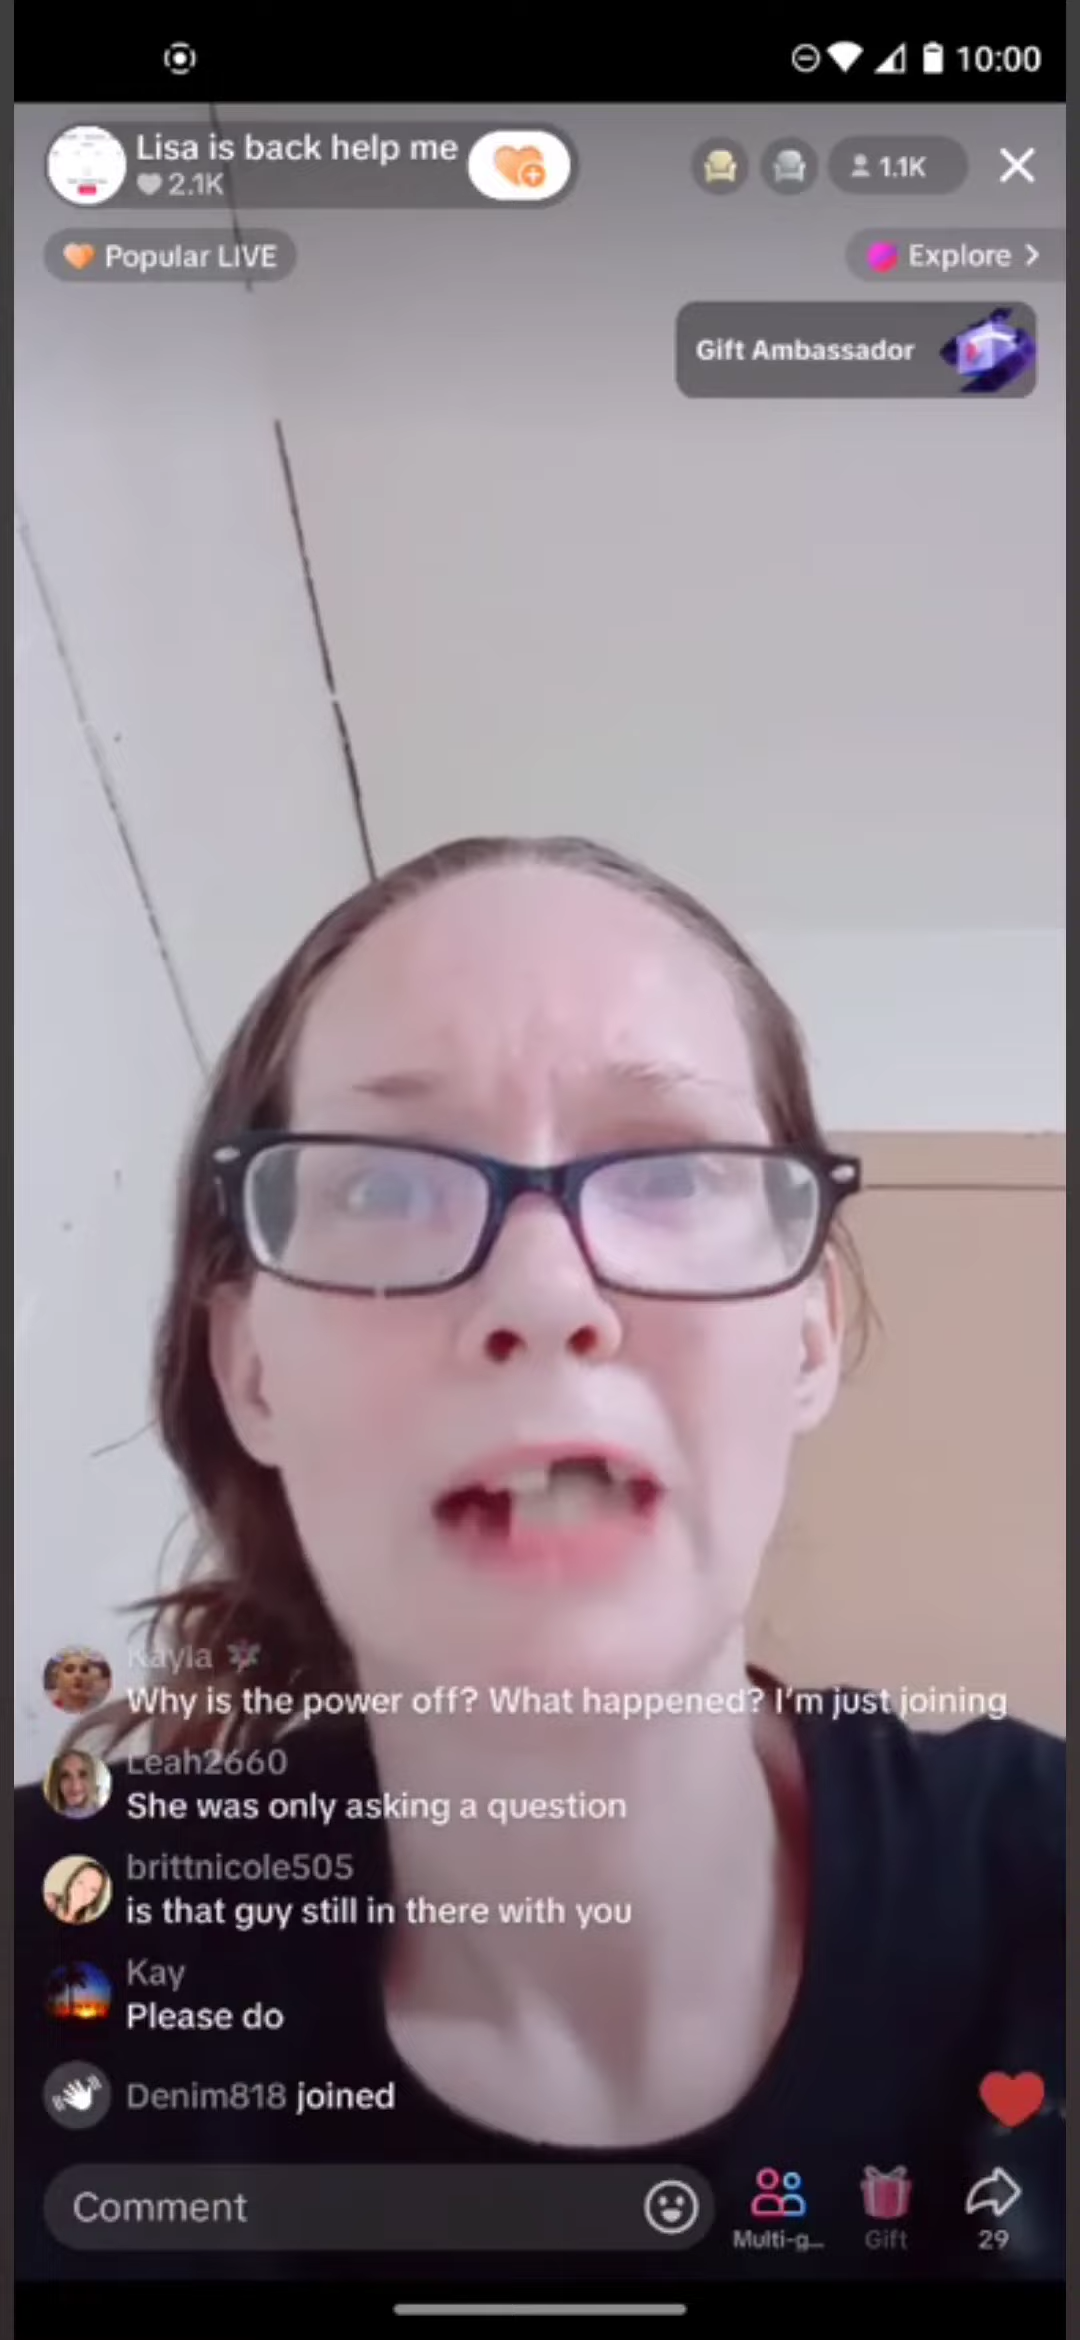 10:00
Lisa is back help me
2.1K
1.1K
Popular LIVE
Explore >
Gift Ambassador
Kayla
Why is the power off? What happened? I'm just joining
Leah2660
She was only asking a question
brittnicole505
is that guy still in there with you
Kay
Please do
Denim818 joined
Comment
Multi-g...
Gift
29